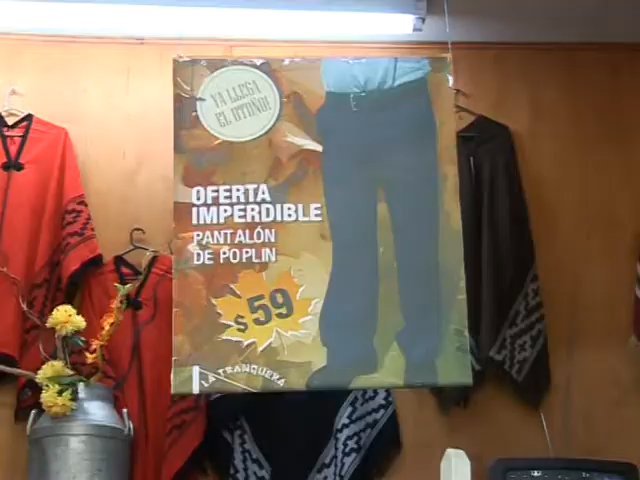 YA LLEGA
EL OTOÑO!
OFERTA
IMPERDIBLE
PANTALÓN
DE POPLIN
$59
LA TRANQUERA